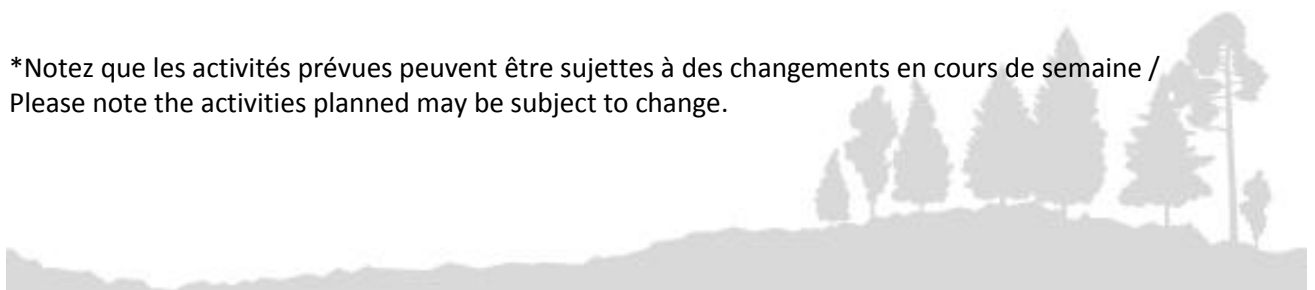 *Notez que les activités prévues peuvent être sujettes à des changements en cours de semaine /
Please note the activities planned may be subject to change.